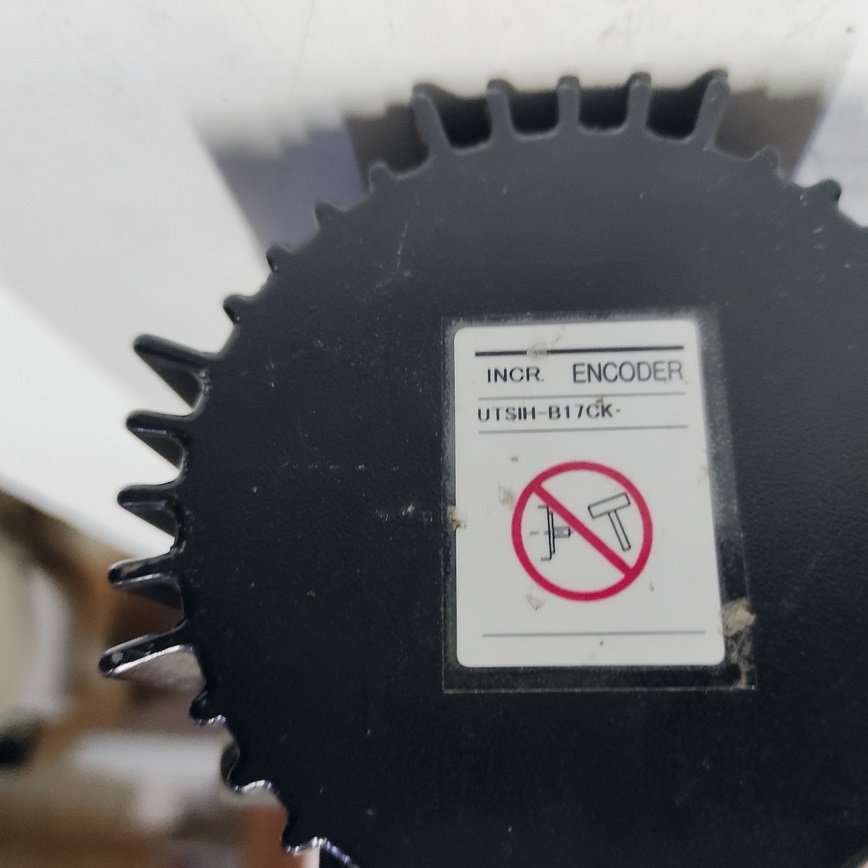 INCR. ENCODER
UTSIH-B17CK-